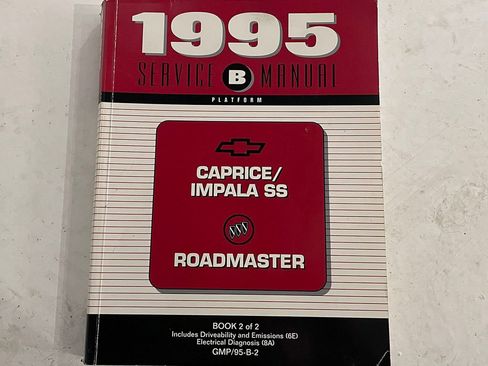 1995
SERVICE B MANUAL
PLATFORM
CAPRICE/
IMPALA SS
ROADMASTER
BOOK 2 of 2
Includes Driveability and Emissions (6E)
Electrical Diagnosis (8A)
GMP/95-B-2